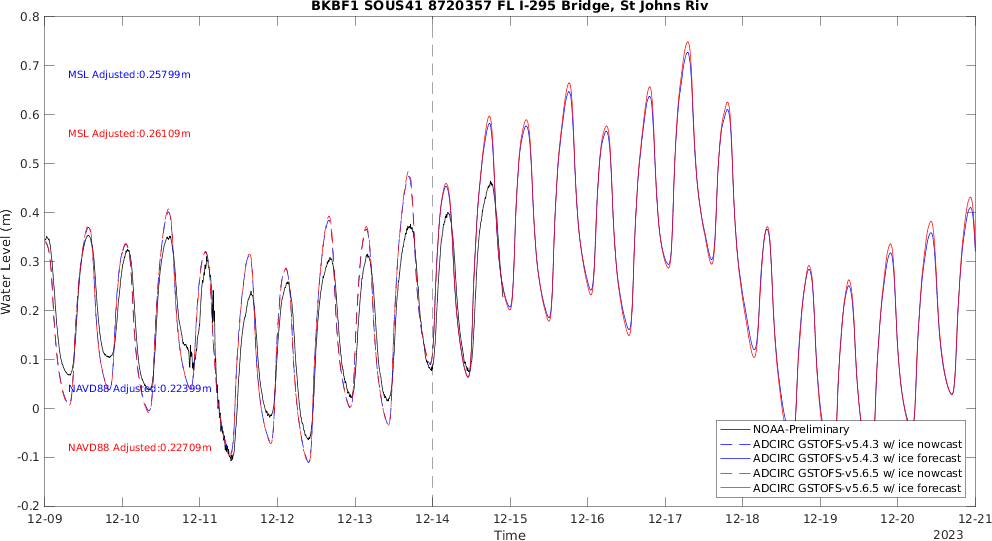 BKBF1 SOUS41 8720357 FL I-295 Bridge, St Johns Riv
0.8
0.7
0.6
0.5
0.4
0.3
0.2
0.1
0
-0.1
-0.2
Water Level (m)
MSL Adjusted:0.25799m
MSL Adjusted:0.26109m
NAVD88 Adjusted:0.22399m
NAVD88 Adjusted:0.22709m
NOAA-Preliminary
ADCIRC GSTOFS-v5.4.3 w/ ice nowcast
ADCIRC GSTOFS-v5.4.3 w/ ice forecast
ADCIRC GSTOFS-v5.6.5 w/ ice nowcast
ADCIRC GSTOFS-v5.6.5 w/ ice forecast
12-09 12-10 12-11 12-12 12-13 12-14 12-15 12-16 12-17 12-18 12-19 12-20 12-21
Time
2023